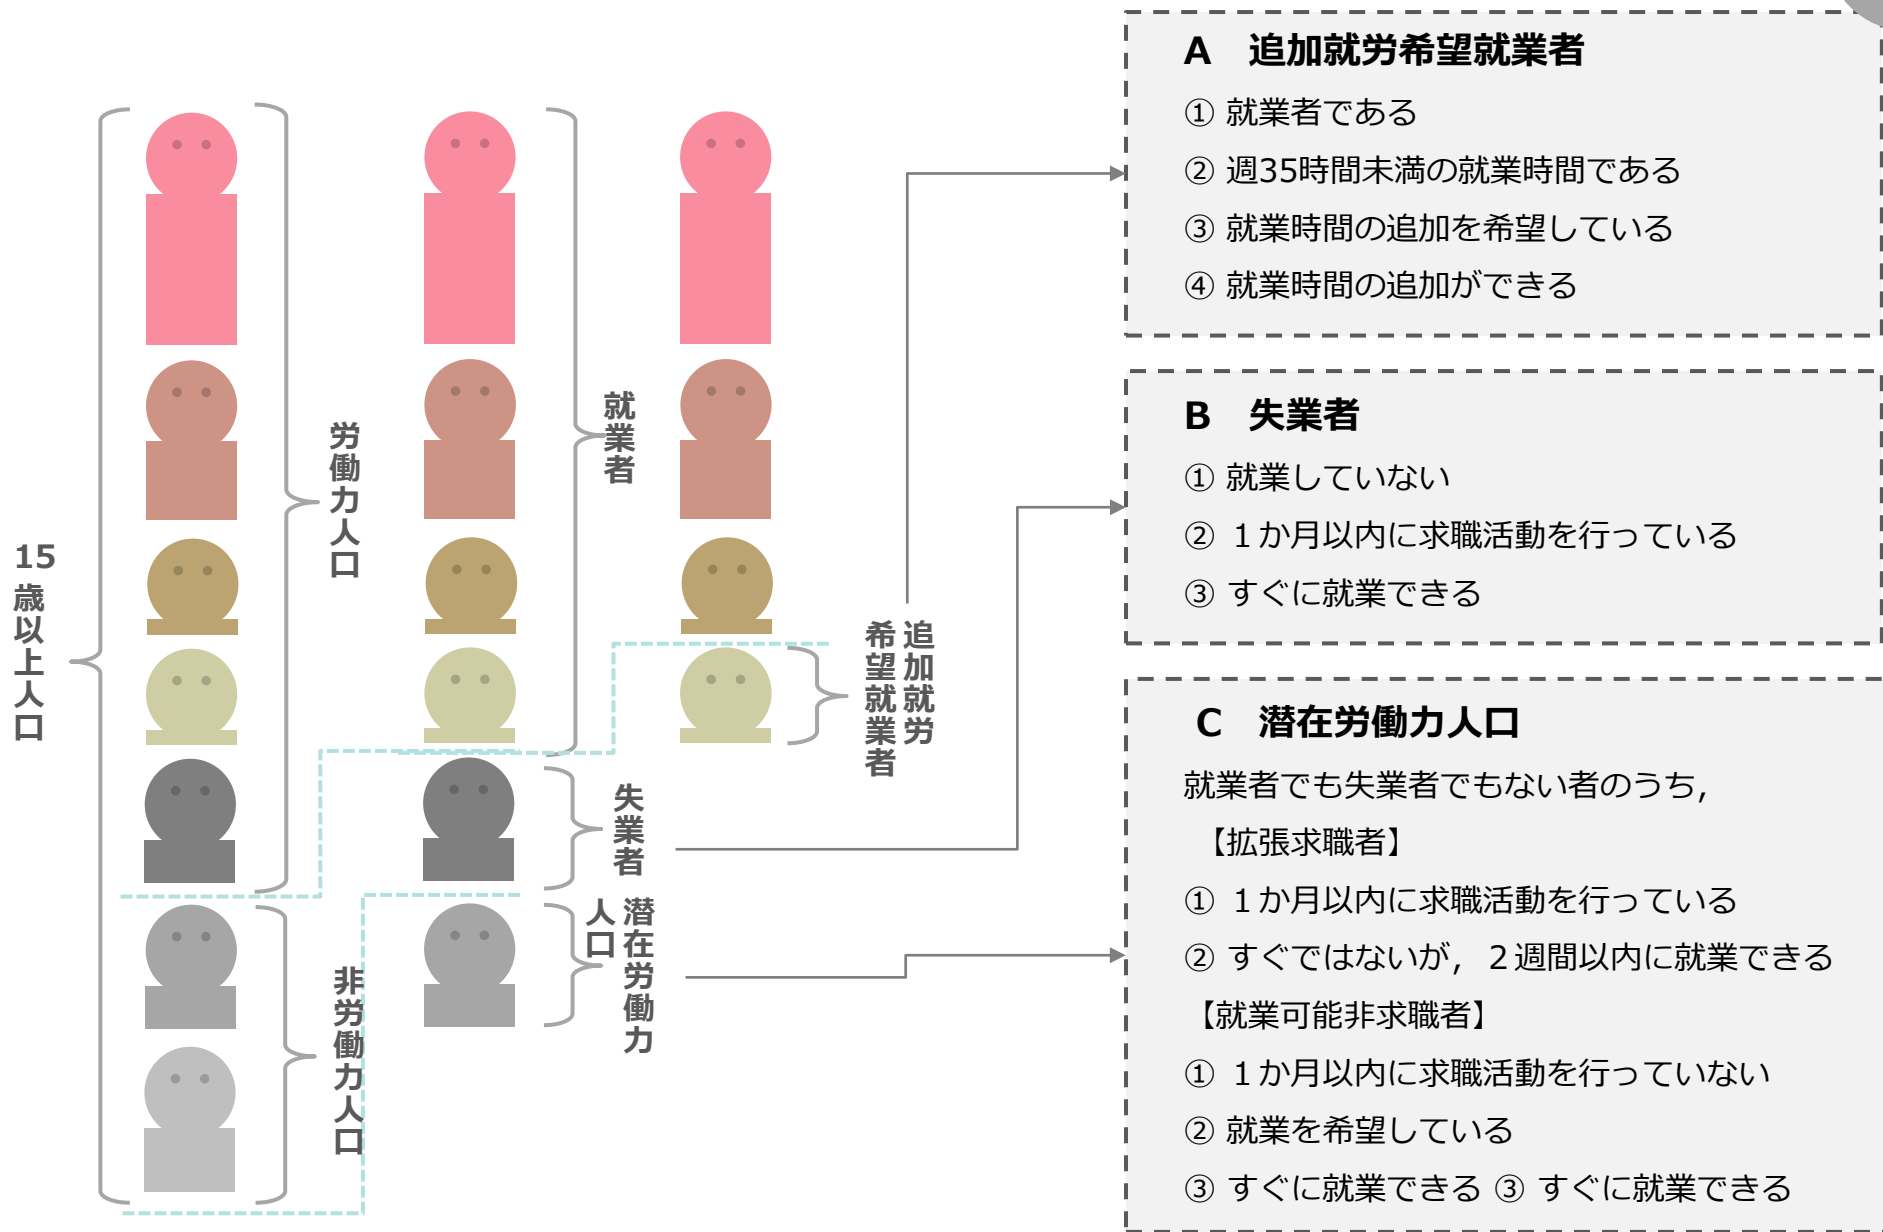 15歳以上人口
労働力人口
非労働力人口
就業者
失業者
潜在労働力
人口
追加就労
希望就業者
A　追加就労希望就業者
① 就業者である
② 週35時間未満の就業時間である
③ 就業時間の追加を希望している
④ 就業時間の追加ができる
B　失業者
① 就業していない
② １か月以内に求職活動を行っている
③ すぐに就業できる
C　潜在労働力人口
就業者でも失業者でもない者のうち，
【拡張求職者】
① １か月以内に求職活動を行っている
② すぐではないが，２週間以内に就業できる
【就業可能非求職者】
① １か月以内に求職活動を行っていない
② 就業を希望している
③ すぐに就業できる ③ すぐに就業できる